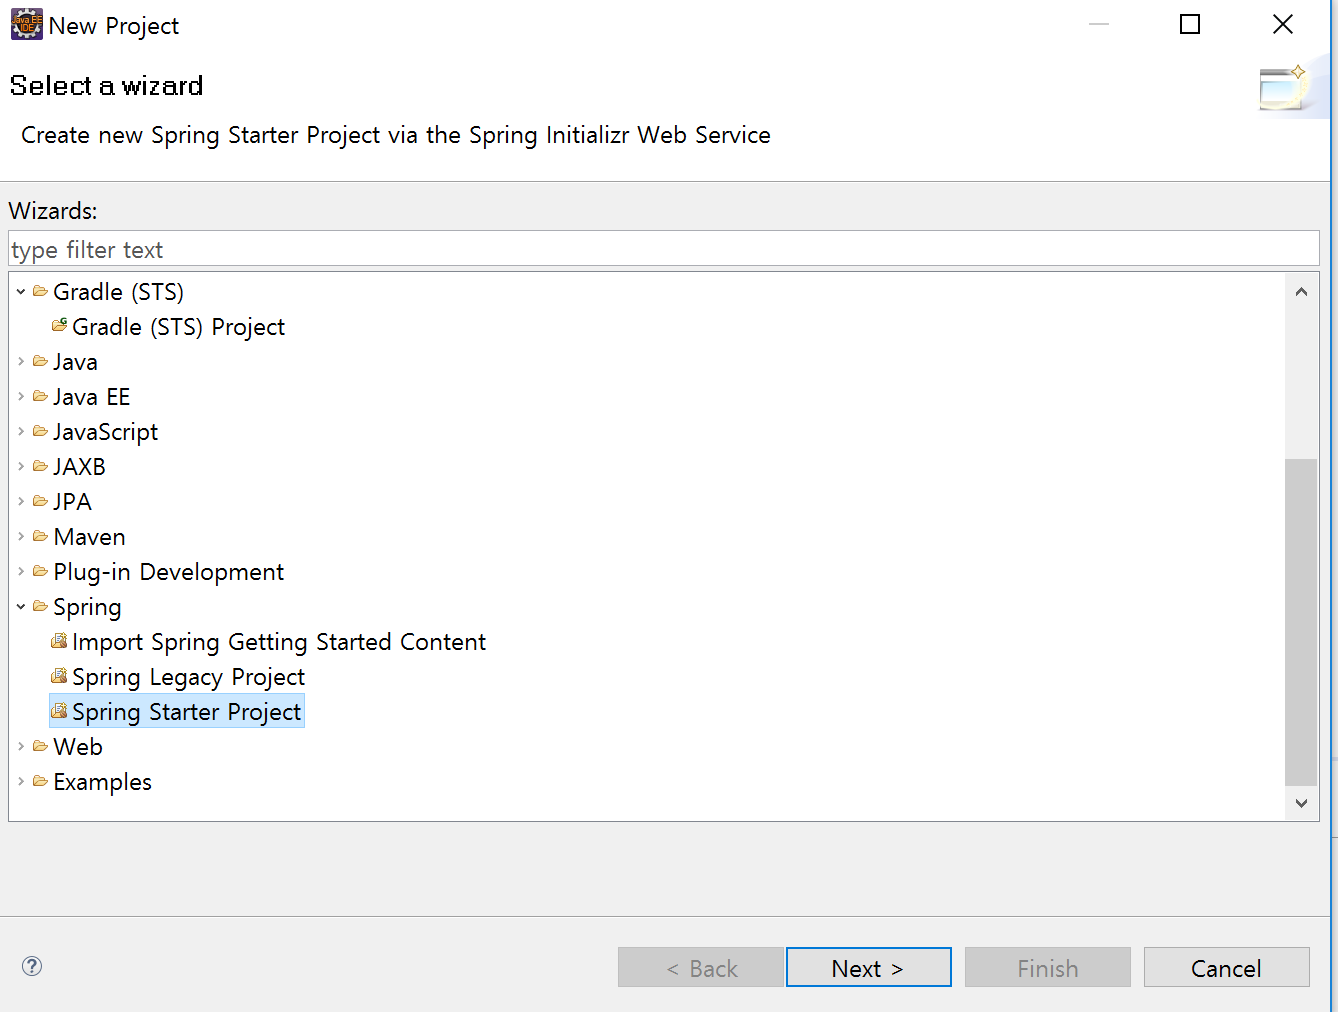 New Project
Select a wizard
Create new Spring Starter Project via the Spring Initializr Web Service
Wizards:
type filter text
Gradle (STS)
Gradle (STS) Project
Java
Java EE
JavaScript
JAXB
JPA
Maven
Plug-in Development
Spring
Import Spring Getting Started Content
Spring Legacy Project
Spring Starter Project
Web
Examples
? < Back Next > Finish Cancel